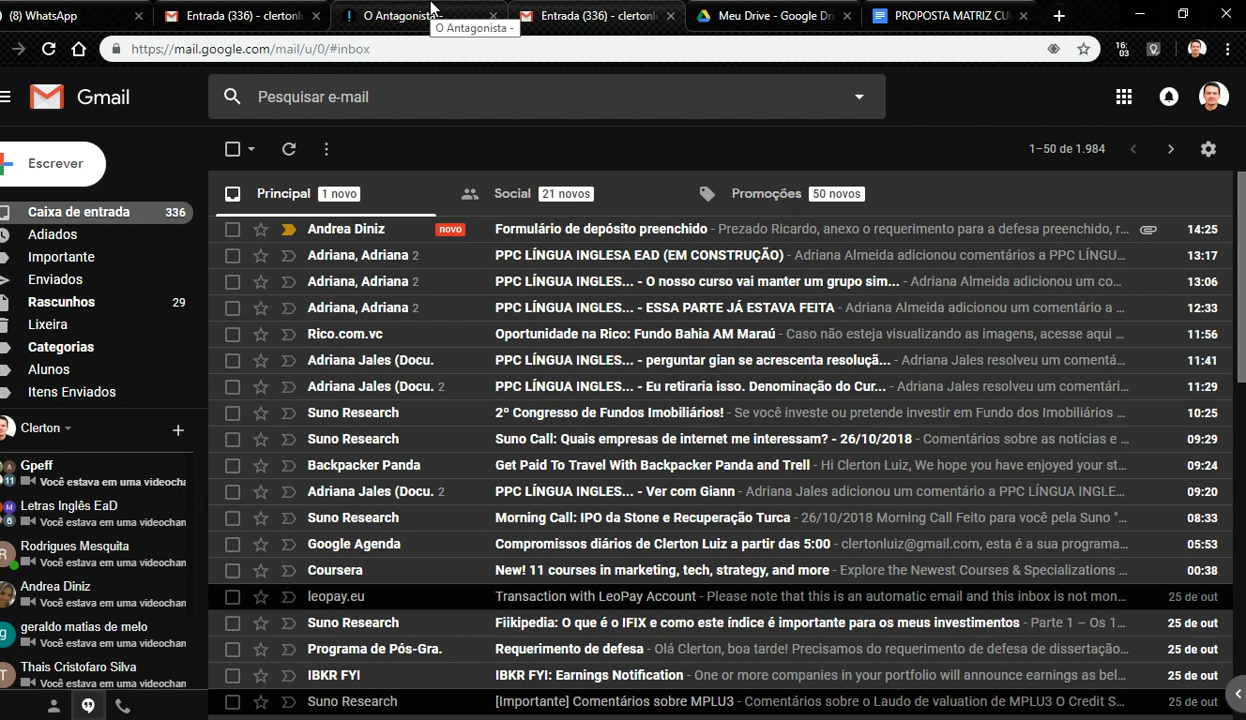 (8) WhatsApp
Entrada (336) - clertonl
O Antagonista -
Entrada (336) - clertonl
Meu Drive - Google Dri
PROPOSTA MATRIZ CU
O Antagonista -
https://mail.google.com/mail/u/0/#inbox
16:
03
Gmail
Pesquisar e-mail
Escrever
1–50 de 1.984
Principal 1 novo
Social 21 novos
Promoções 50 novos
Caixa de entrada 336
Adiados
Importante
Enviados
Rascunhos 29
Lixeira
Categorias
Alunos
Itens Enviados
Clerton
Gpeff
Você estava em uma videocha
11
Letras Inglês EaD
Você estava em uma videochan
Rodrigues Mesquita
Você estava em uma videochan
Andrea Diniz
Você estava em uma videochan
geraldo matias de melo
Você estava em uma videochan
Thais Cristofaro Silva
Você estava em uma videochan
Andrea Diniz novo Formulário de depósito preenchido - Prezado Ricardo, anexo o requerimento para a defesa preenchido, r... 14:25
Adriana, Adriana 2 PPC LÍNGUA INGLESA EAD (EM CONSTRUÇÃO) - Adriana Almeida adicionou comentários a PPC LÍNGU... 13:17
Adriana, Adriana 2 PPC LÍNGUA INGLES... - O nosso curso vai manter um grupo sim... - Adriana Almeida adicionou um co... 13:06
Adriana, Adriana 2 PPC LÍNGUA INGLES... - ESSA PARTE JÁ ESTAVA FEITA - Adriana Almeida adicionou um comentário a ... 12:33
Rico.com.vc Oportunidade na Rico: Fundo Bahia AM Maraú - Caso não esteja visualizando as imagens, acesse aqui ... 11:56
Adriana Jales (Docu. PPC LÍNGUA INGLES... - perguntar gian se acrescenta resoluçã... - Adriana Jales resolveu um comentá... 11:41
Adriana Jales (Docu. 2 PPC LÍNGUA INGLES... - Eu retiraria isso. Denominação do Cur... - Adriana Jales resolveu um comentári... 11:29
Suno Research 2º Congresso de Fundos Imobiliários! - Se você investe ou pretende investir em Fundo dos Imobiliários ... 10:25
Suno Research Suno Call: Quais empresas de internet me interessam? - 26/10/2018 - Comentários sobre as notícias e ... 09:29
Backpacker Panda Get Paid To Travel With Backpacker Panda and Trell - Hi Clerton Luiz, We hope you have enjoyed your st... 09:24
Adriana Jales (Docu. 2 PPC LÍNGUA INGLES... - Ver com Giann - Adriana Jales adicionou um comentário a PPC LÍNGUA INGLE... 09:20
Suno Research Morning Call: IPO da Stone e Recuperação Turca - 26/10/2018 Morning Call Feito para você pela Suno "... 08:33
Google Agenda Compromissos diários de Clerton Luiz a partir das 5:00 - clertonluiz@gmail.com, esta é a sua programa... 05:53
Coursera New! 11 courses in marketing, tech, strategy, and more - Explore the Newest Courses & Specializations ... 00:38
leopay.eu Transaction with LeoPay Account - Please note that this is an automatic email and this inbox is not mon... 25 de out
Suno Research Fiikipedia: O que é o IFIX e como este índice é importante para os meus investimentos - Parte 1 – Os 1... 25 de out
Programa de Pós-Gra. Requerimento de defesa - Olá Clerton, boa tarde! Precisamos do requerimento de defesa de dissertação... 25 de out
IBKR FYI IBKR FYI: Earnings Notification - One or more companies in your portfolio will announce earnings as bel... 25 de out
Suno Research [Importante] Comentários sobre MPLU3 - Comentários sobre o Laudo de valuation de MPLU3 O Credit S... 25 de out